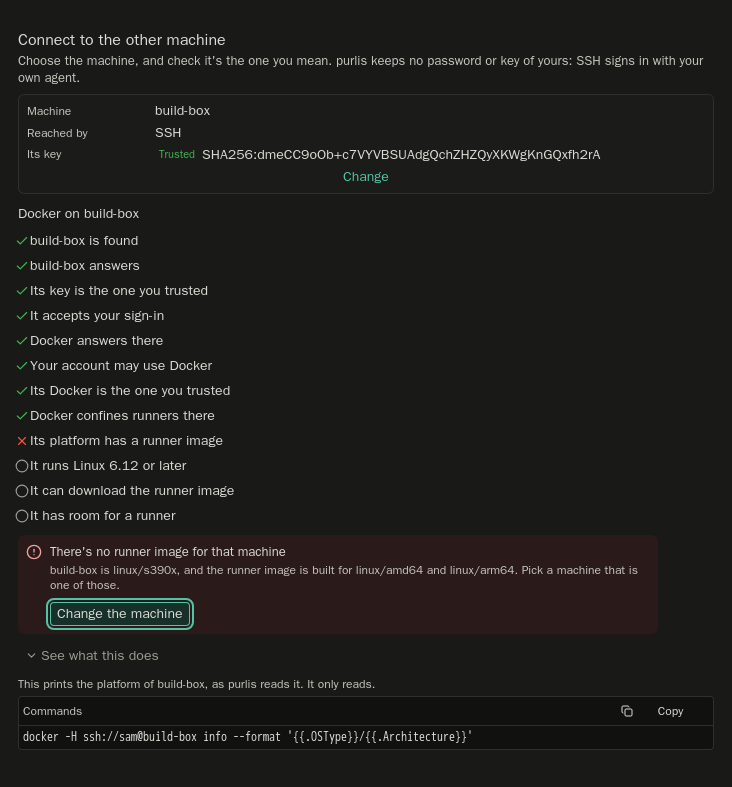 Connect to the other machine
Choose the machine, and check it's the one you mean. purlis keeps no password or key of yours: SSH signs in with your
own agent.
Machine build-box
Reached by SSH
Its key Trusted SHA256:dmeCC9oOb+c7VYVBSUAdgQchZHZQyXKWgKnGQxfh2rA
Change
Docker on build-box
build-box is found
build-box answers
Its key is the one you trusted
It accepts your sign-in
Docker answers there
Your account may use Docker
Its Docker is the one you trusted
Docker confines runners there
Its platform has a runner image
It runs Linux 6.12 or later
It can download the runner image
It has room for a runner
There's no runner image for that machine
build-box is linux/s390x, and the runner image is built for linux/amd64 and linux/arm64. Pick a machine that is
one of those.
Change the machine
See what this does
This prints the platform of build-box, as purlis reads it. It only reads.
Commands Copy
docker -H ssh://sam@build-box info --format '{{.OSType}}/{{.Architecture}}'